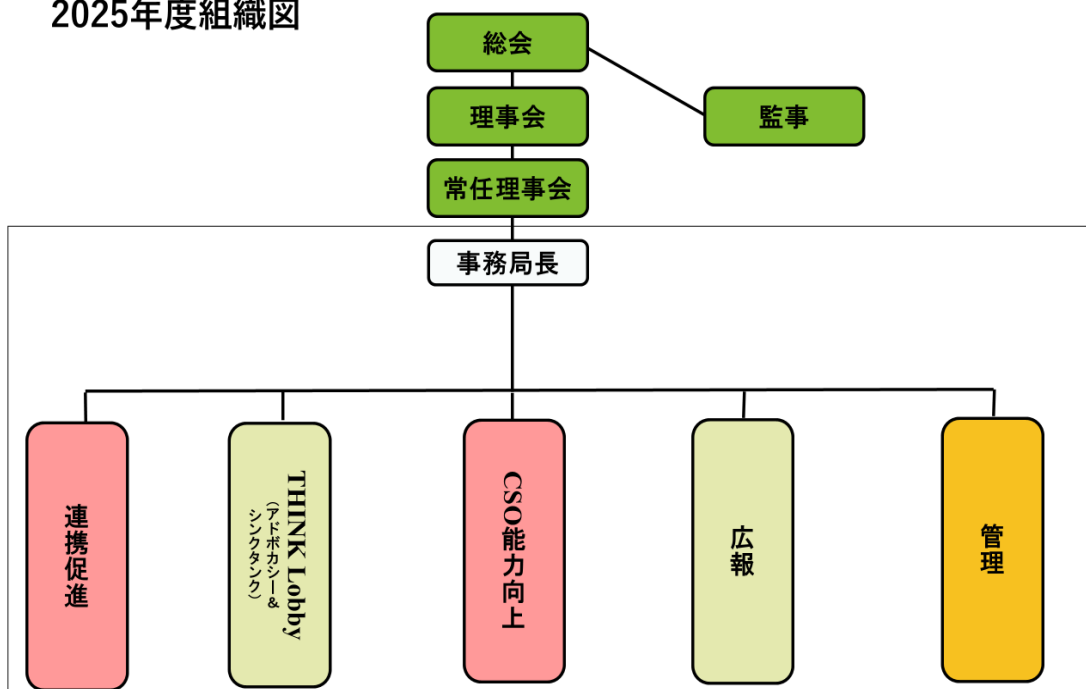 2025年度組織図
総会
理事会
監事
常任理事会
事務局長
連携促進
THINK Lobby
（アドボカシー＆
シンクタンク）
CSO能力向上
広報
管理